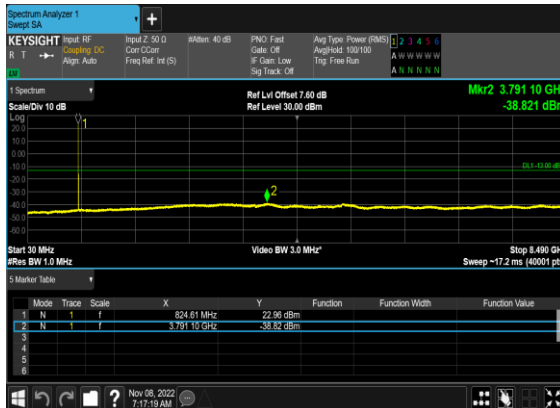 Spectrum Analyzer 1
Swept SA
+
KEYSIGHT Input: RF Input Z: 50 Ω #Atten: 40 dB PNO: Fast Avg Type: Power (RMS) 1 2 3 4 5 6
R T Coupling: DC Corr CCorr Gate: Off Avg|Hold: 100/100 A W W W W W
Align: Auto Freq Ref: Int (S) IF Gain: Low Trig: Free Run
Sig Track: Off A N N N N N
1 Spectrum Ref Lvl Offset 7.60 dB Mkr2 3.791 10 GHz
Scale/Div 10 dB Ref Level 30.00 dBm -38.821 dBm
Log
20.0
10.0
0.00
-10.0
-20.0
-30.0
-40.0
-50.0
-60.0
1
DL1 -13.00 dB
2
Start 30 MHz Video BW 3.0 MHz* Stop 8.490 GH
#Res BW 1.0 MHz Sweep ~17.2 ms (40001 pt
5 Marker Table
Mode Trace Scale X Y Function Function Width Function Value
1 N 1 f 824.61 MHz 22.96 dBm
2 N 1 f 3.791 10 GHz -38.82 dBm
3
4
5
6
? Nov 08, 2022
7:17:19 AM